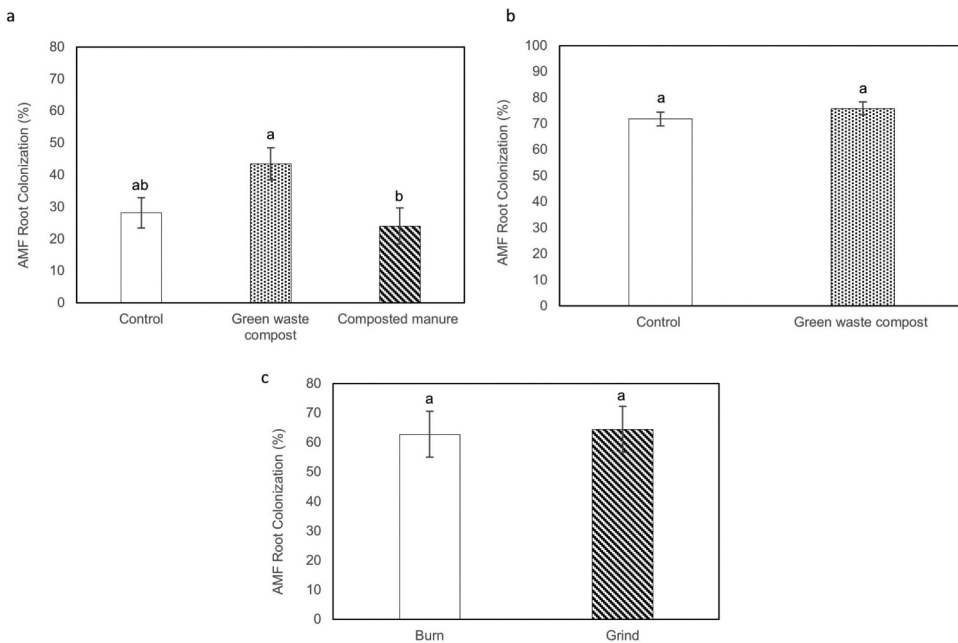 a
AMF Root Colonization (%)
80
70
60
50
40
30
20
10
0
ab
a
b
Control
Green waste
compost
Composted manure
b
AMF Root Colonization (%)
100
90
80
70
60
50
40
30
20
10
0
a
a
Control
Green waste compost
c
AMF Root Colonization (%)
80
70
60
50
40
30
20
10
0
a
a
Burn
Grind